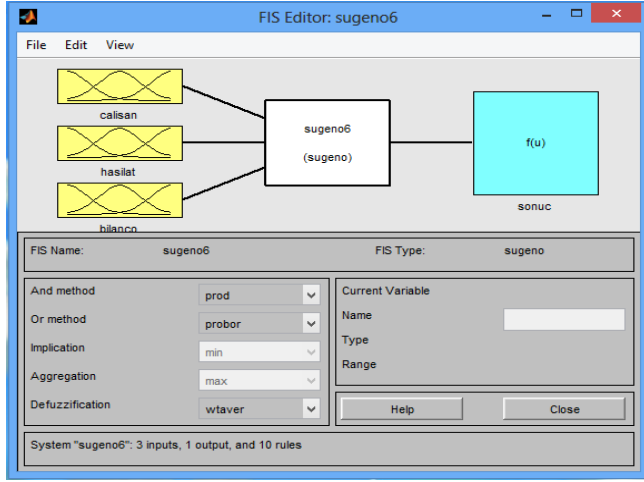 FIS Editor: sugeno6
File Edit View
calisan
hasilat
bilanco
sugeno6
(sugeno)
f(u)
sonuc
FIS Name: sugeno6 FIS Type: sugeno
And method prod
Or method probor
Implication min
Aggregation max
Defuzzification wtaver
Current Variable
Name
Type
Range
Help Close
System "sugeno6": 3 inputs, 1 output, and 10 rules